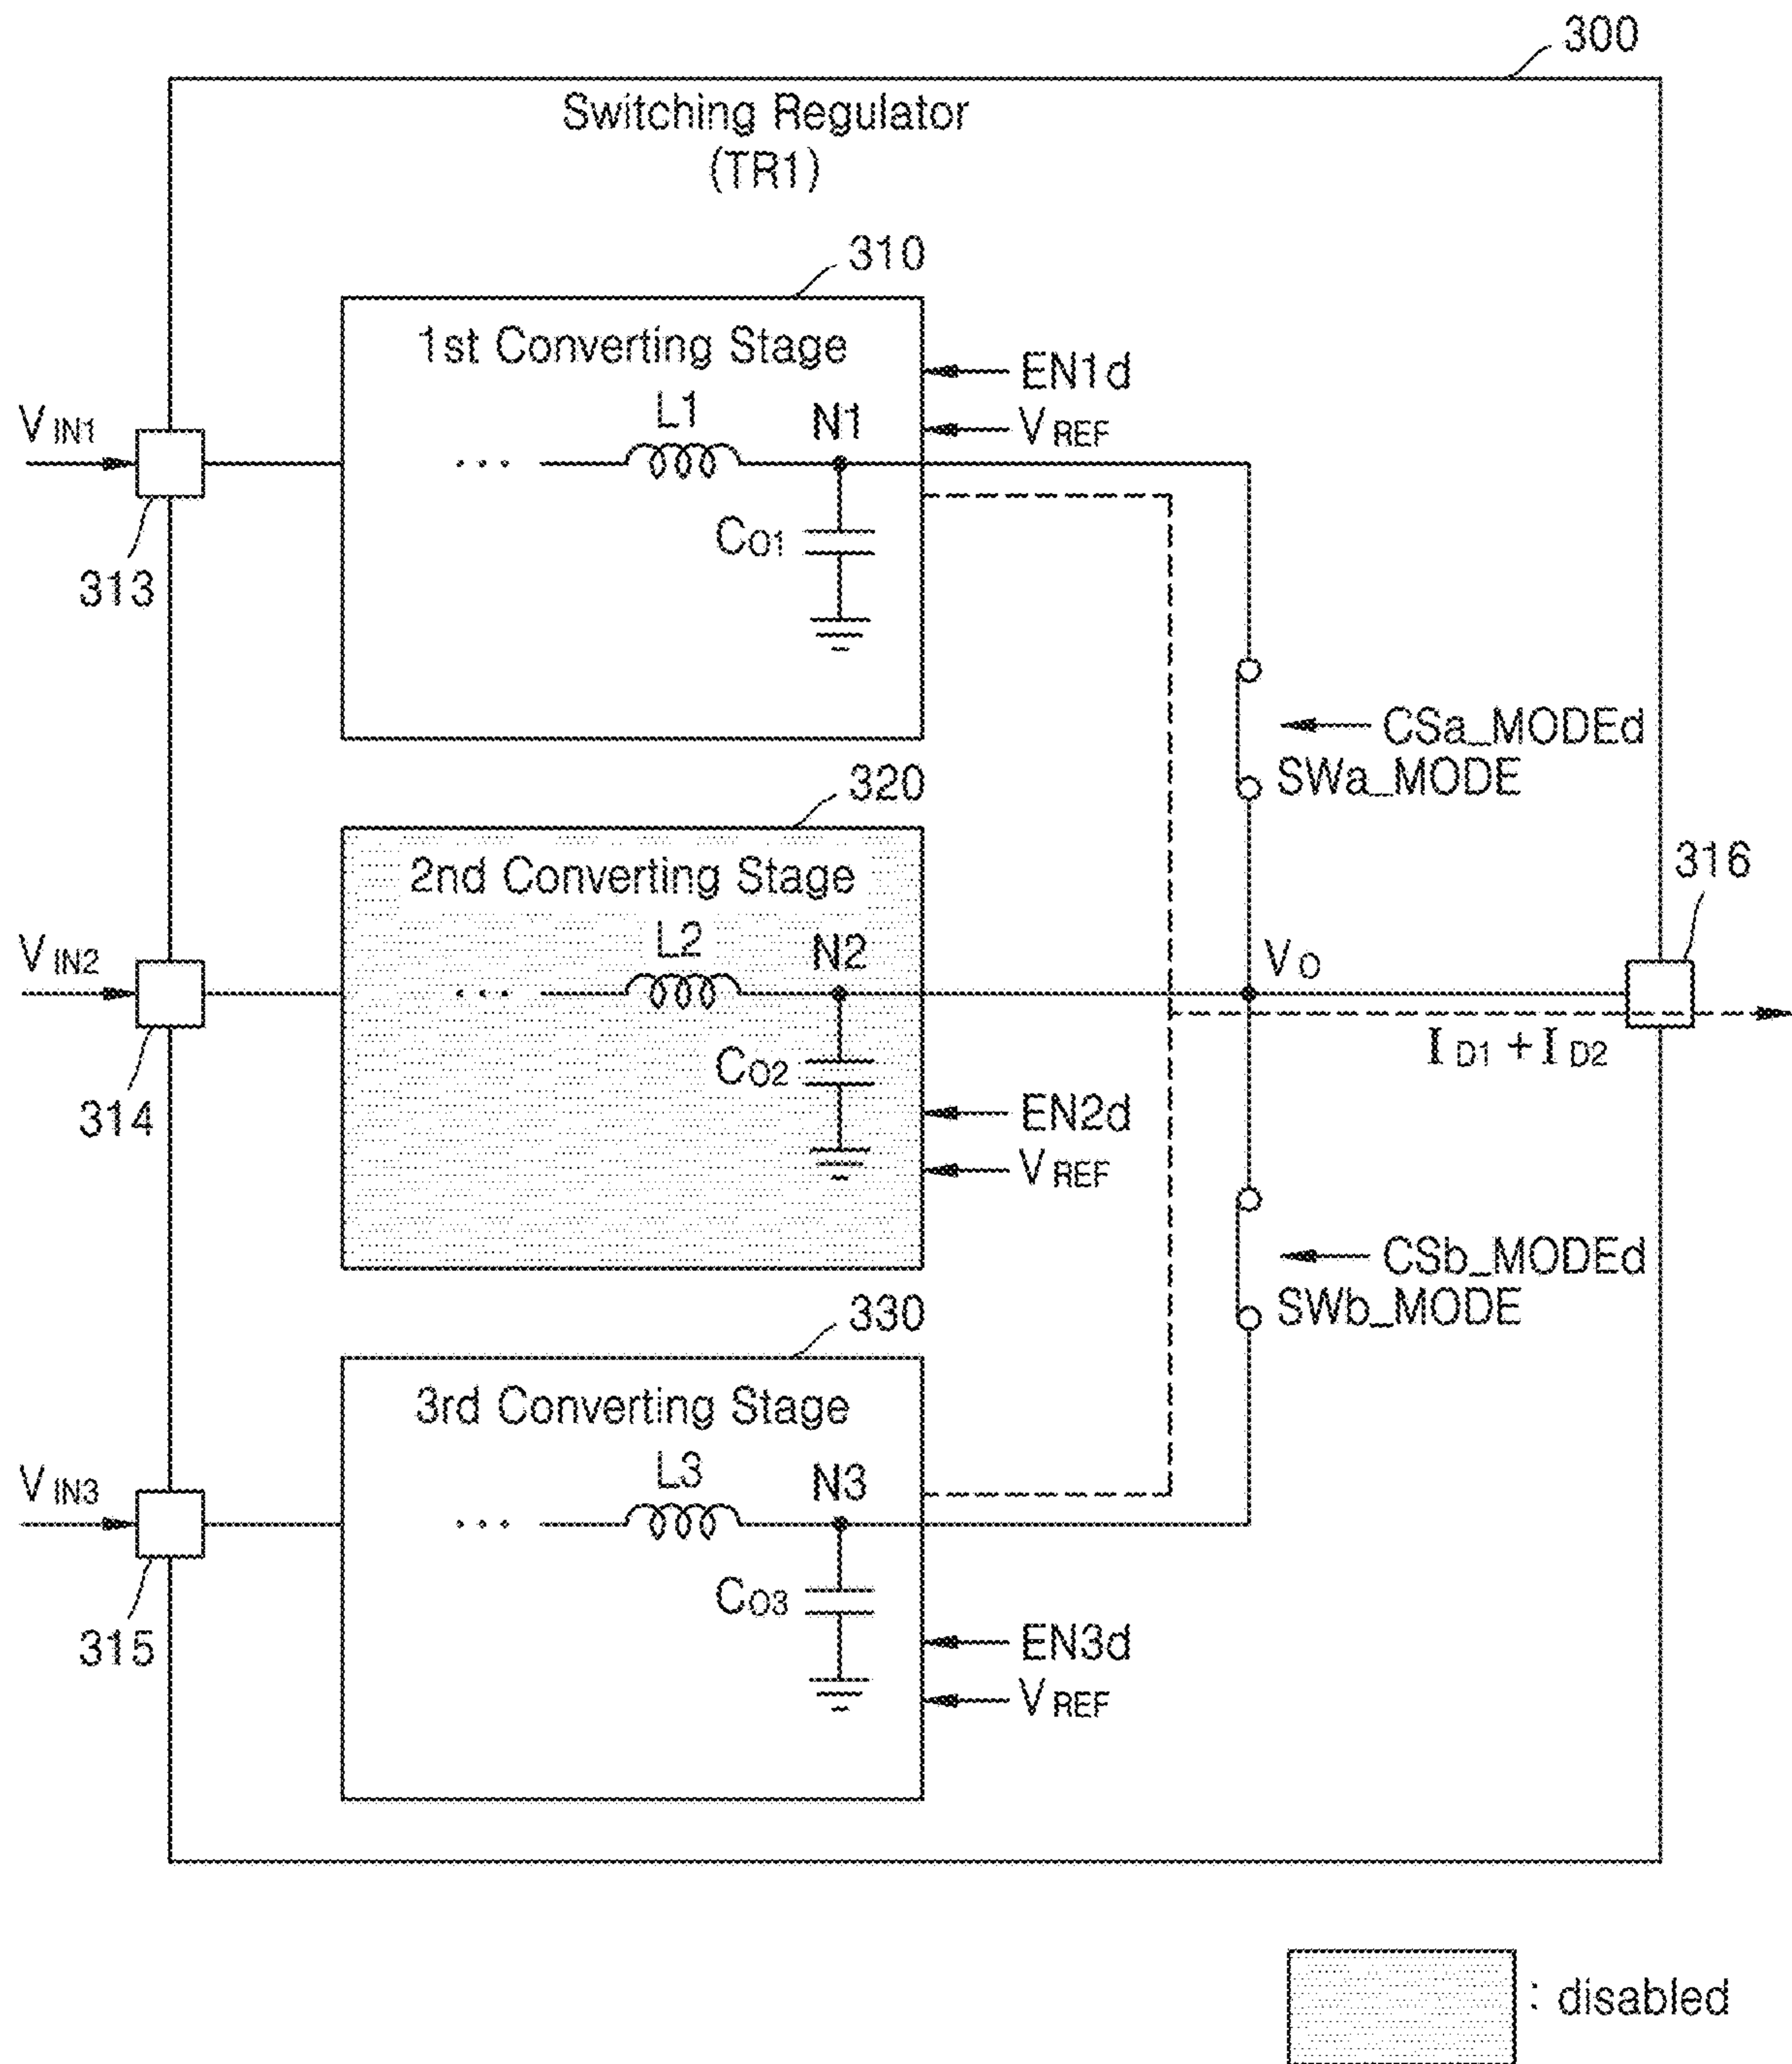 300
Switching Regulator
(TR1)
310
1st Converting Stage
EN1d
VREF
VIN1
L1
N1
CO1
313
CSa_MODEd
SWa_MODE
320
2nd Converting Stage
316
VIN2
L2
N2
VO
ID1 + ID2
CO2
314
EN2d
VREF
CSb_MODEd
SWb_MODE
330
3rd Converting Stage
VIN3
L3
N3
CO3
315
EN3d
VREF
: disabled